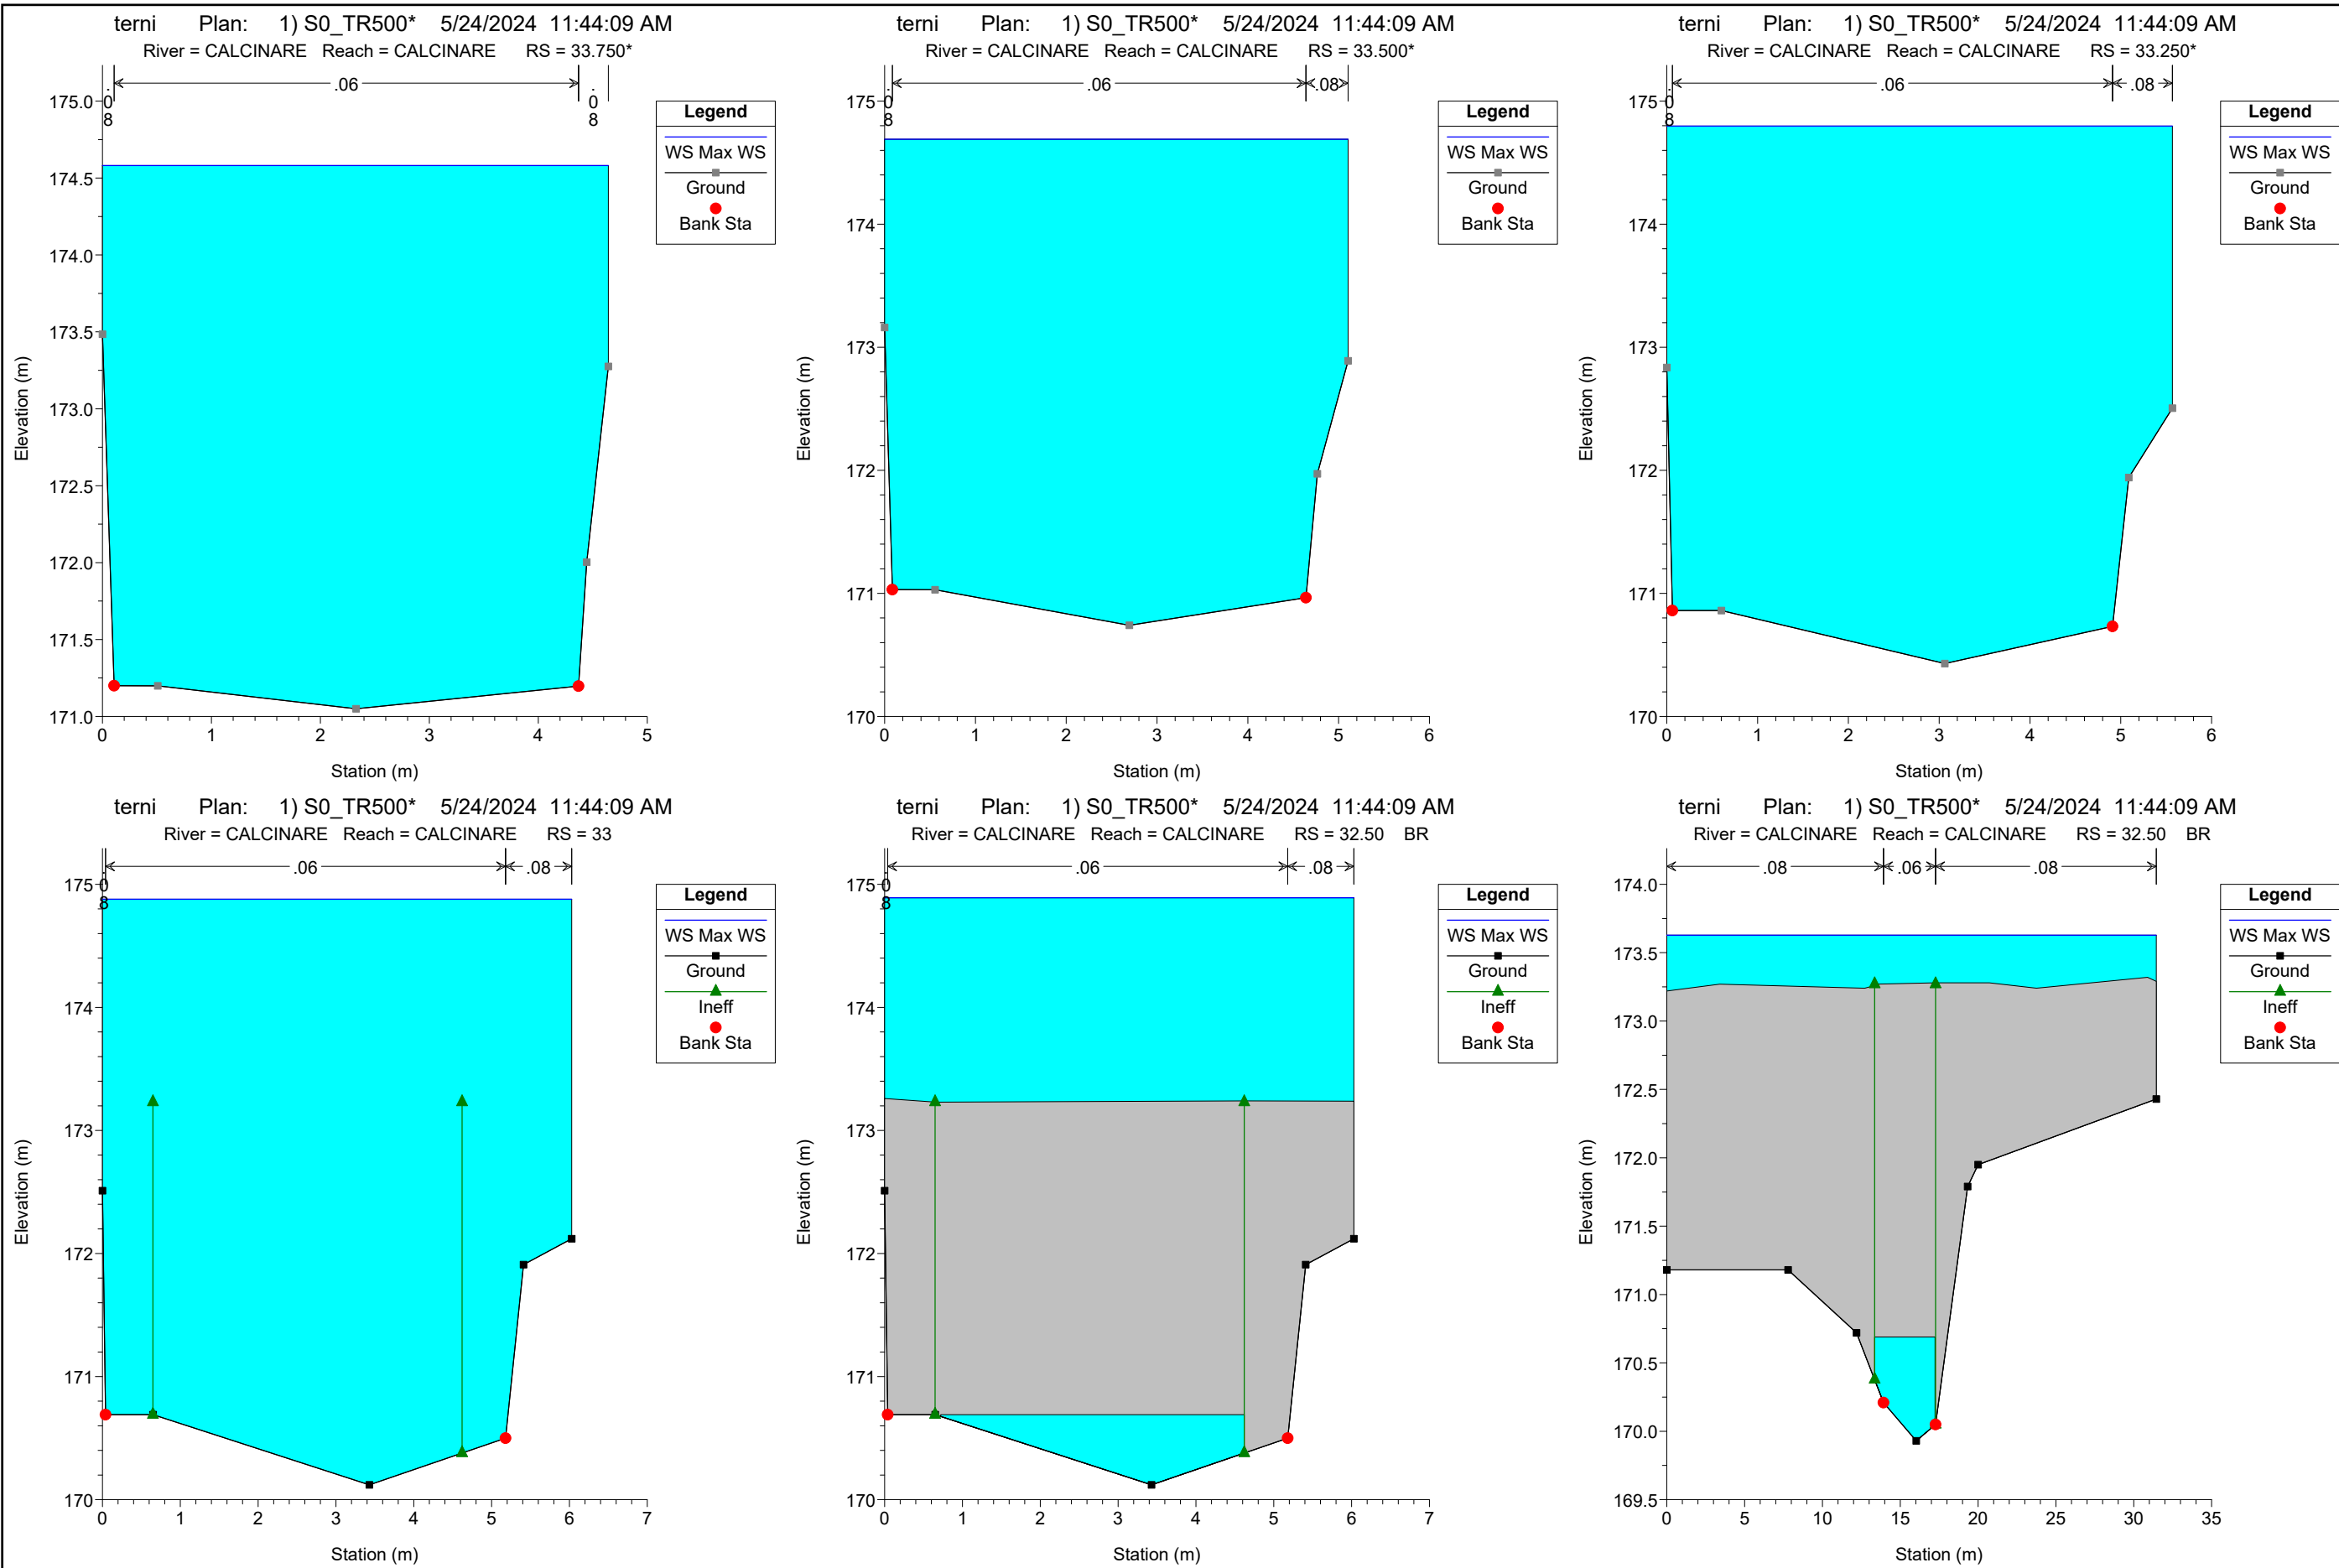 terni Plan: 1) S0_TR500* 5/24/2024 11:44:09 AM
River = CALCINARE Reach = CALCINARE RS = 33.750*
.08
.06
.08
175.0
174.5
174.0
173.5
173.0
172.5
172.0
171.5
171.0
Elevation (m)
0 1 2 3 4 5
Station (m)
Legend
WS Max WS
Ground
Bank Sta
terni Plan: 1) S0_TR500* 5/24/2024 11:44:09 AM
River = CALCINARE Reach = CALCINARE RS = 33.500*
.08
.06
.08
175
174
173
172
171
170
Elevation (m)
0 1 2 3 4 5 6
Station (m)
Legend
WS Max WS
Ground
Bank Sta
terni Plan: 1) S0_TR500* 5/24/2024 11:44:09 AM
River = CALCINARE Reach = CALCINARE RS = 33.250*
.08
.06
.08
175
174
173
172
171
170
Elevation (m)
0 1 2 3 4 5 6
Station (m)
Legend
WS Max WS
Ground
Bank Sta
terni Plan: 1) S0_TR500* 5/24/2024 11:44:09 AM
River = CALCINARE Reach = CALCINARE RS = 33
.08
.06
.08
175
174
173
172
171
170
Elevation (m)
0 1 2 3 4 5 6 7
Station (m)
Legend
WS Max WS
Ground
Ineff
Bank Sta
terni Plan: 1) S0_TR500* 5/24/2024 11:44:09 AM
River = CALCINARE Reach = CALCINARE RS = 32.50 BR
.08
.06
.08
175
174
173
172
171
170
Elevation (m)
0 1 2 3 4 5 6 7
Station (m)
Legend
WS Max WS
Ground
Ineff
Bank Sta
terni Plan: 1) S0_TR500* 5/24/2024 11:44:09 AM
River = CALCINARE Reach = CALCINARE RS = 32.50 BR
.08
.06
.08
174.0
173.5
173.0
172.5
172.0
171.5
171.0
170.5
170.0
169.5
Elevation (m)
0 5 10 15 20 25 30 35
Station (m)
Legend
WS Max WS
Ground
Ineff
Bank Sta